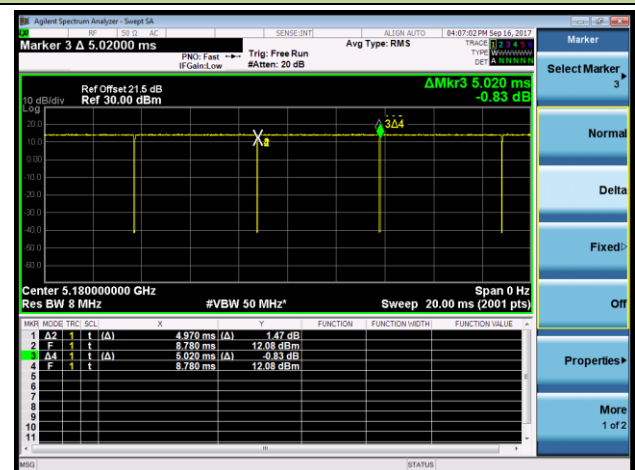 Agilent Spectrum Analyzer - Swept SA
RF 50 Ω AC SENSE:INT ALIGN AUTO 04:07:02 PM Sep 16, 2017
Marker 3 Δ 5.02000 ms
PNO: Fast Trig: Free Run Avg Type: RMS TRACE 1 2 3 4 5 6
IFGain:Low #Atten: 20 dB TYPE W W W W W W
DET A N N N N N
Marker
Select Marker
3
Ref Offset 21.5 dB ΔMkr3 5.020 ms
10 dB/div Ref 30.00 dBm -0.83 dB
Log
20.0
10.0
0.00
-10.0
-20.0
-30.0
-40.0
-50.0
-60.0
3Δ4
Normal
Delta
Fixed
Off
Center 5.180000000 GHz Span 0 Hz
Res BW 8 MHz #VBW 50 MHz* Sweep 20.00 ms (2001 pts)
MKR MODE TRC SCL X Y FUNCTION FUNCTION WIDTH FUNCTION VALUE
1 Δ2 1 t (Δ) 4.970 ms (Δ) 1.47 dB
2 F 1 t 8.780 ms 12.08 dBm
3 Δ4 1 t (Δ) 5.020 ms (Δ) -0.83 dB
4 F 1 t 8.780 ms 12.08 dBm
5
6
7
8
9
10
11
Properties
More
1 of 2
MSG STATUS